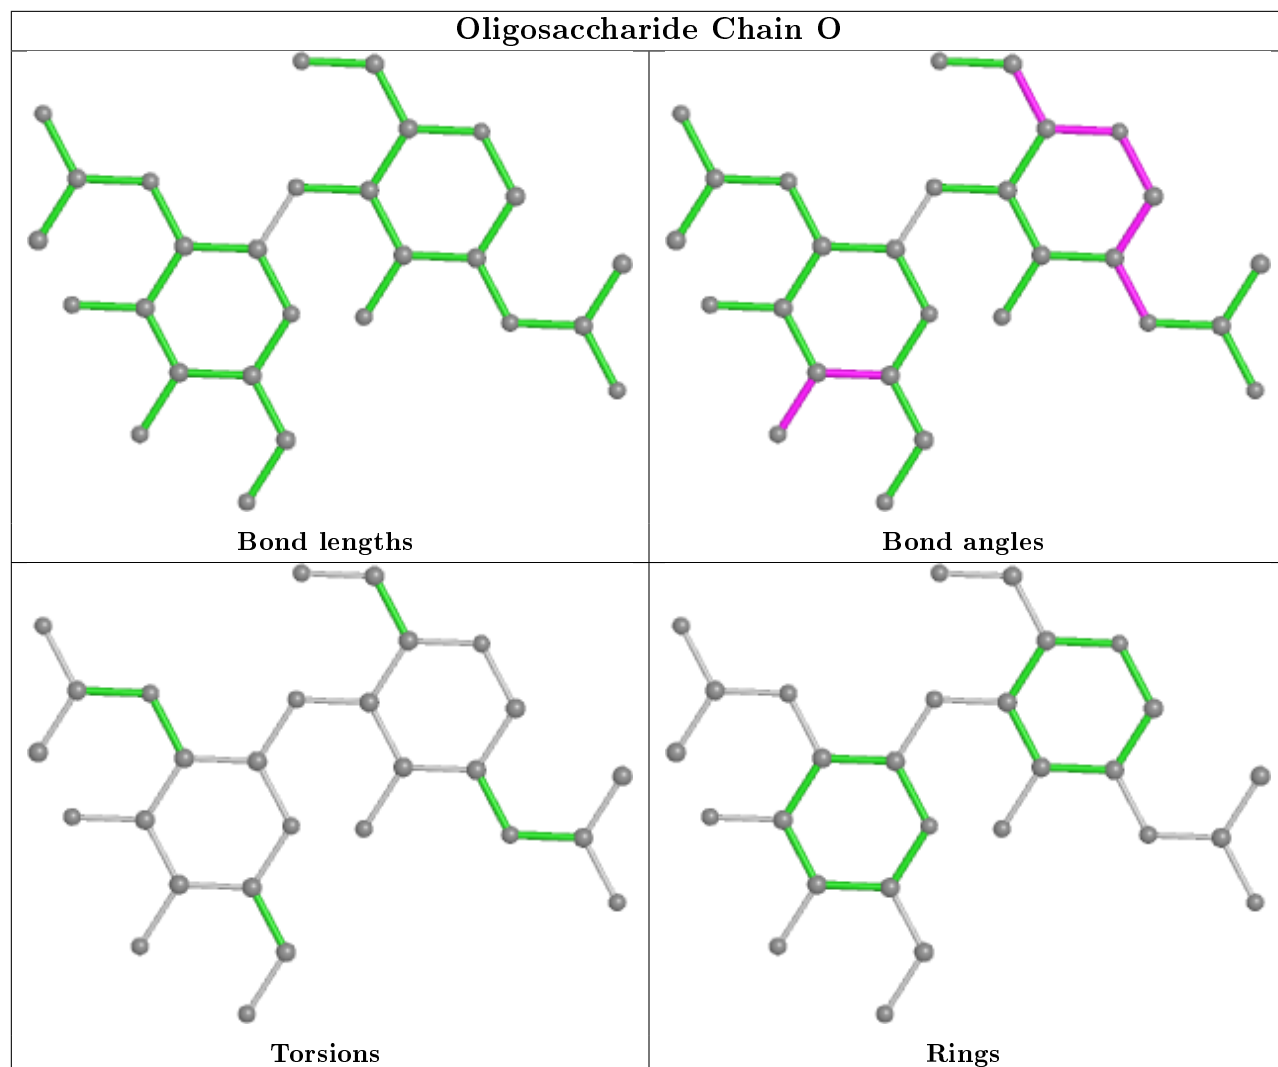 Oligosaccharide Chain O
Bond lengths
Bond angles
Torsions
Rings